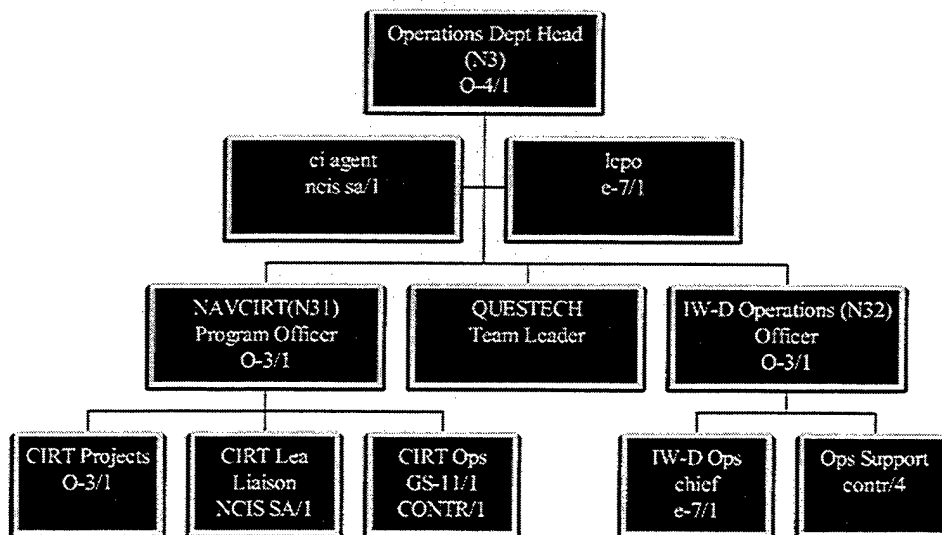 Operations Dept Head
(N3)
O-4/1
ci agent
ncis sa/1
lcpo
e-7/1
NAVCIRT(N31)
Program Officer
O-3/1
QUESTECH
Team Leader
IW-D Operations (N32)
Officer
O-3/1
CIRT Projects
O-3/1
CIRT Lea
Liaison
NCIS SA/1
CIRT Ops
GS-11/1
CONTR/1
IW-D Ops
chief
e-7/1
Ops Support
contr/4